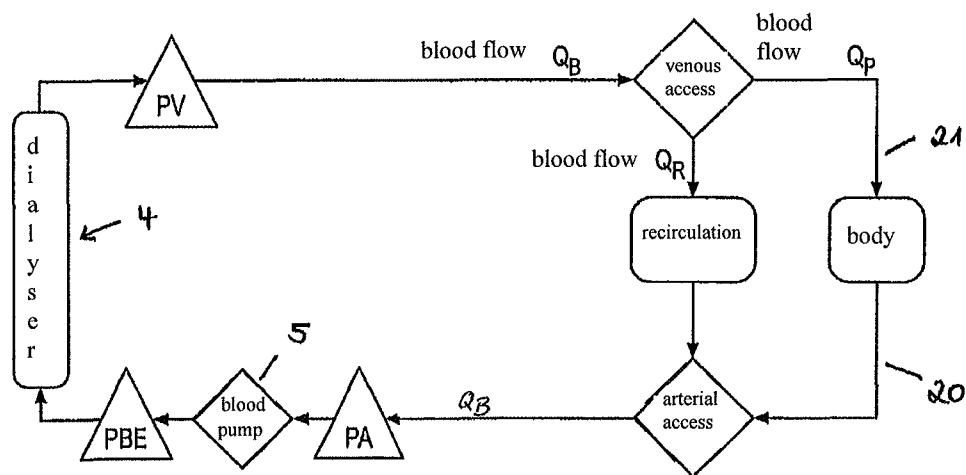 blood
flow
blood flow
Q_B
Q_P
venous
access
PV
21
dialyser
4
blood flow
Q_R
recirculation
body
5
20
PBE
blood
pump
PA
Q_B
arterial
access